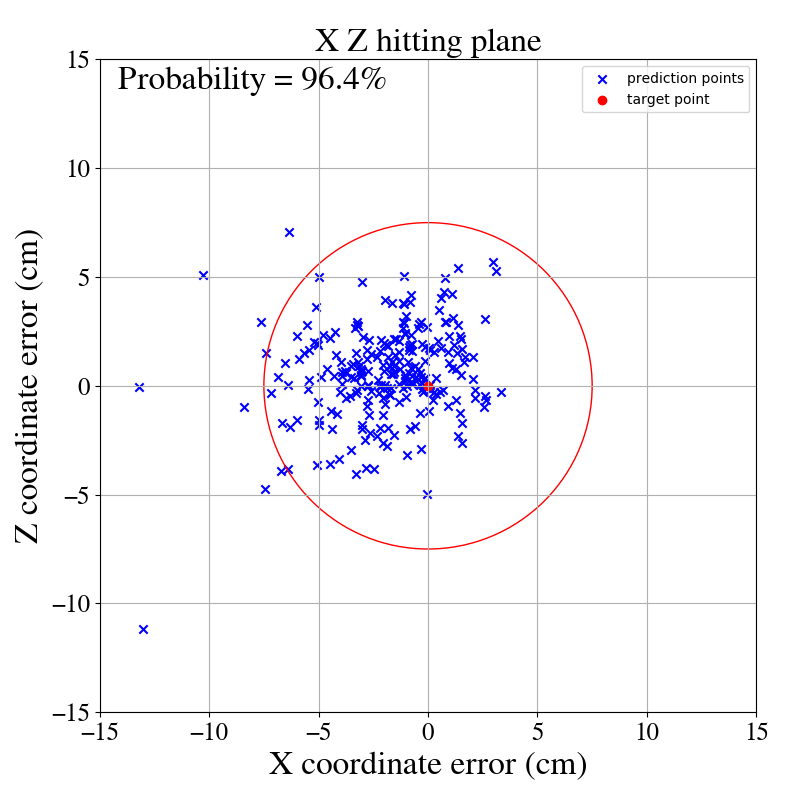 X Z hitting plane
Probability = 96.4%
prediction points
target point
15
10
5
0
−5
−10
−15
Z coordinate error (cm)
−15 −10 −5 0 5 10 15
X coordinate error (cm)